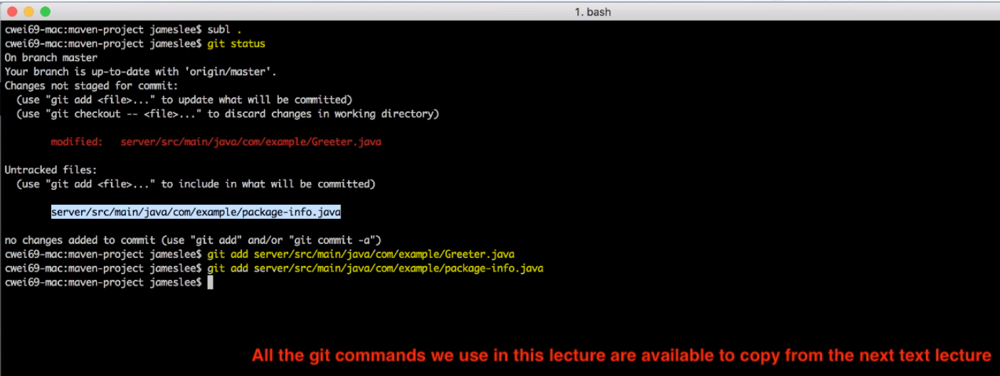 1. bash
cwei69-mac:maven-project jameslee$ subl .
cwei69-mac:maven-project jameslee$ git status
On branch master
Your branch is up-to-date with 'origin/master'.
Changes not staged for commit:
  (use "git add <file>..." to update what will be committed)
  (use "git checkout -- <file>..." to discard changes in working directory)
modified:   server/src/main/java/com/example/Greeter.java
Untracked files:
  (use "git add <file>..." to include in what will be committed)
server/src/main/java/com/example/package-info.java
no changes added to commit (use "git add" and/or "git commit -a")
cwei69-mac:maven-project jameslee$ git add server/src/main/java/com/example/Greeter.java
cwei69-mac:maven-project jameslee$ git add server/src/main/java/com/example/package-info.java
cwei69-mac:maven-project jameslee$
All the git commands we use in this lecture are available to copy from the next text lecture